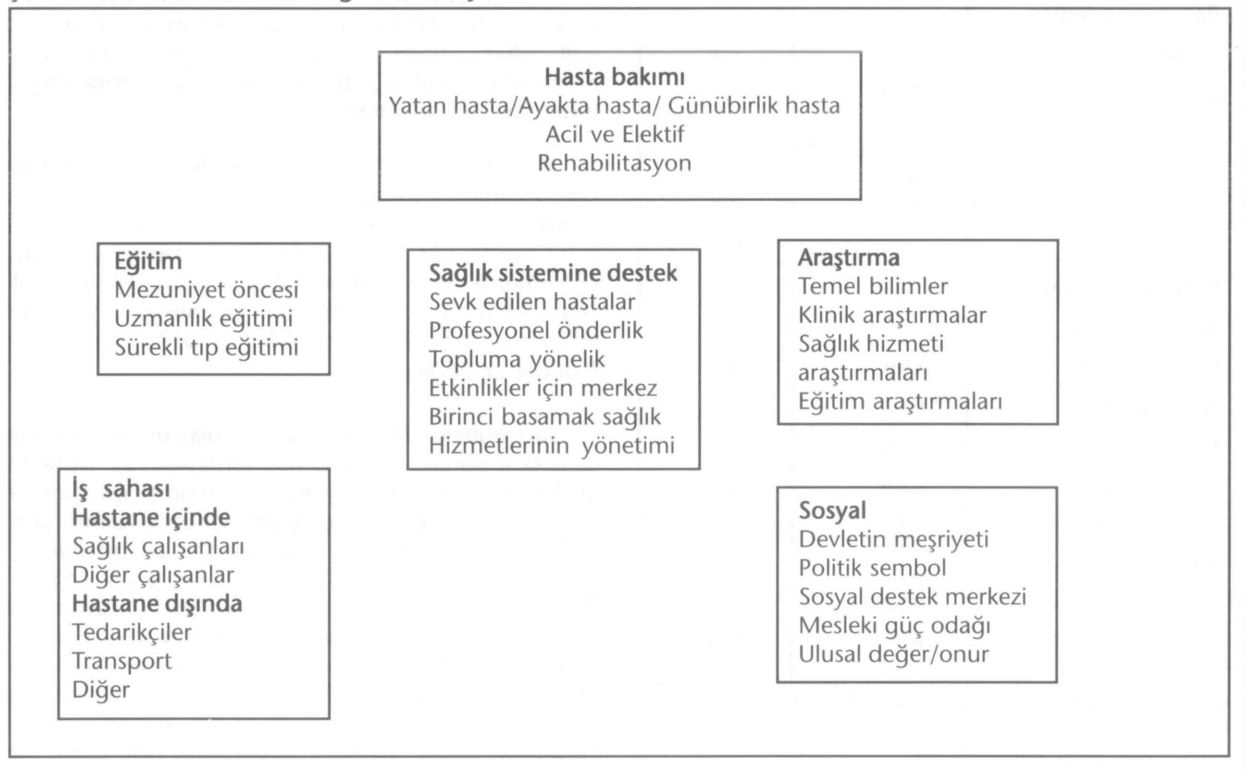 Hasta bakımı
Yatan hasta/Ayakta hasta/ Günübirlik hasta
Acil ve Elektif
Rehabilitasyon
Eğitim
Mezuniyet öncesi
Uzmanlık eğitimi
Sürekli tıp eğitimi
Sağlık sistemine destek
Sevk edilen hastalar
Profesyonel önderlik
Topluma yönelik
Etkinlikler için merkez
Birinci basamak sağlık
Hizmetlerinin yönetimi
Araştırma
Temel bilimler
Klinik araştırmalar
Sağlık hizmeti
araştırmaları
Eğitim araştırmaları
İş sahası
Hastane içinde
Sağlık çalışanları
Diğer çalışanlar
Hastane dışında
Tedarikçiler
Transport
Diğer
Sosyal
Devletin meşriyeti
Politik sembol
Sosyal destek merkezi
Mesleki güç odağı
Ulusal değer/onur